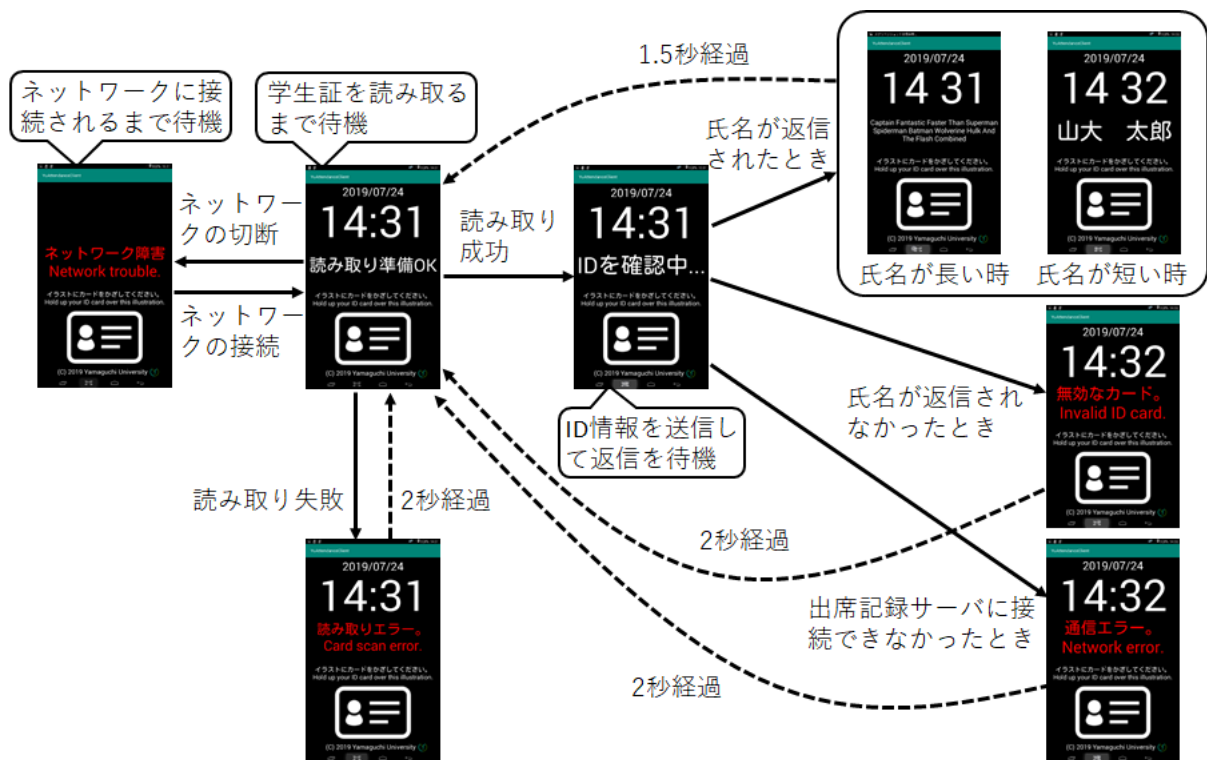 ネットワークに接
続されるまで待機
ネットワーク障害
Network trouble.
イラストにカードをかざしてください。
Hold up your ID card over this illustration.
(C) 2019 Yamaguchi University
ネットワー
クの切断
ネットワー
クの接続
学生証を読み取る
まで待機
2019/07/24
14:31
読み取り準備OK
イラストにカードをかざしてください。
Hold up your ID card over this illustration.
(C) 2019 Yamaguchi University
読み取り
成功
2019/07/24
14:31
IDを確認中...
イラストにカードをかざしてください。
Hold up your ID card over this illustration.
(C) 2019 Yamaguchi University
ID情報を送信し
て返信を待機
1.5秒経過
氏名が返信
されたとき
2019/07/24
14 31
Captain Fantastic Faster Than Superman
Spiderman Batman Wolverine Hulk And
The Flash Combined
イラストにカードをかざしてください。
Hold up your ID card over this illustration.
(C) 2019 Yamaguchi University
氏名が長い時
2019/07/24
14 32
山大 太郎
イラストにカードをかざしてください。
Hold up your ID card over this illustration.
(C) 2019 Yamaguchi University
氏名が短い時
氏名が返信され
なかったとき
2019/07/24
14:32
無効なカード。
Invalid ID card.
イラストにカードをかざしてください。
Hold up your ID card over this illustration.
(C) 2019 Yamaguchi University
2秒経過
出席記録サーバに接
続できなかったとき
2019/07/24
14:32
通信エラー。
Network error.
イラストにカードをかざしてください。
Hold up your ID card over this illustration.
(C) 2019 Yamaguchi University
2秒経過
読み取り失敗
2秒経過
2019/07/24
14:31
読み取りエラー。
Card scan error.
イラストにカードをかざしてください。
Hold up your ID card over this illustration.
(C) 2019 Yamaguchi University